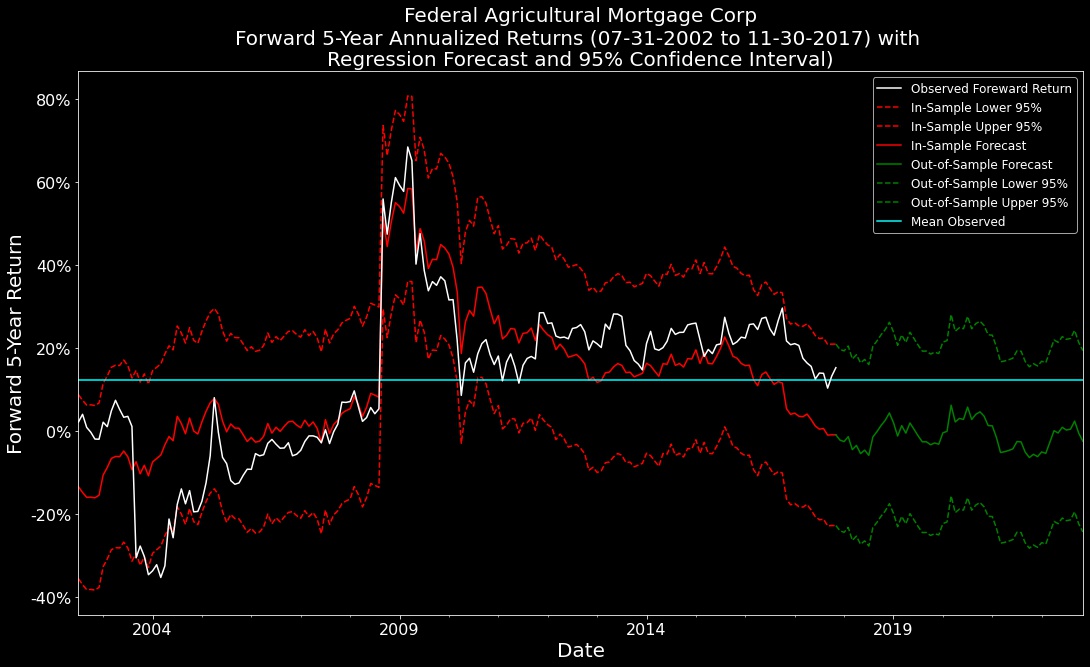 Federal Agricultural Mortgage Corp
Forward 5-Year Annualized Returns (07-31-2002 to 11-30-2017) with
Regression Forecast and 95% Confidence Interval)
Observed Foreward Return
In-Sample Lower 95%
In-Sample Upper 95%
In-Sample Forecast
Out-of-Sample Forecast
Out-of-Sample Lower 95%
Out-of-Sample Upper 95%
Mean Observed
Forward 5-Year Return
80%
60%
40%
20%
0%
-20%
-40%
2004
2009
2014
2019
Date